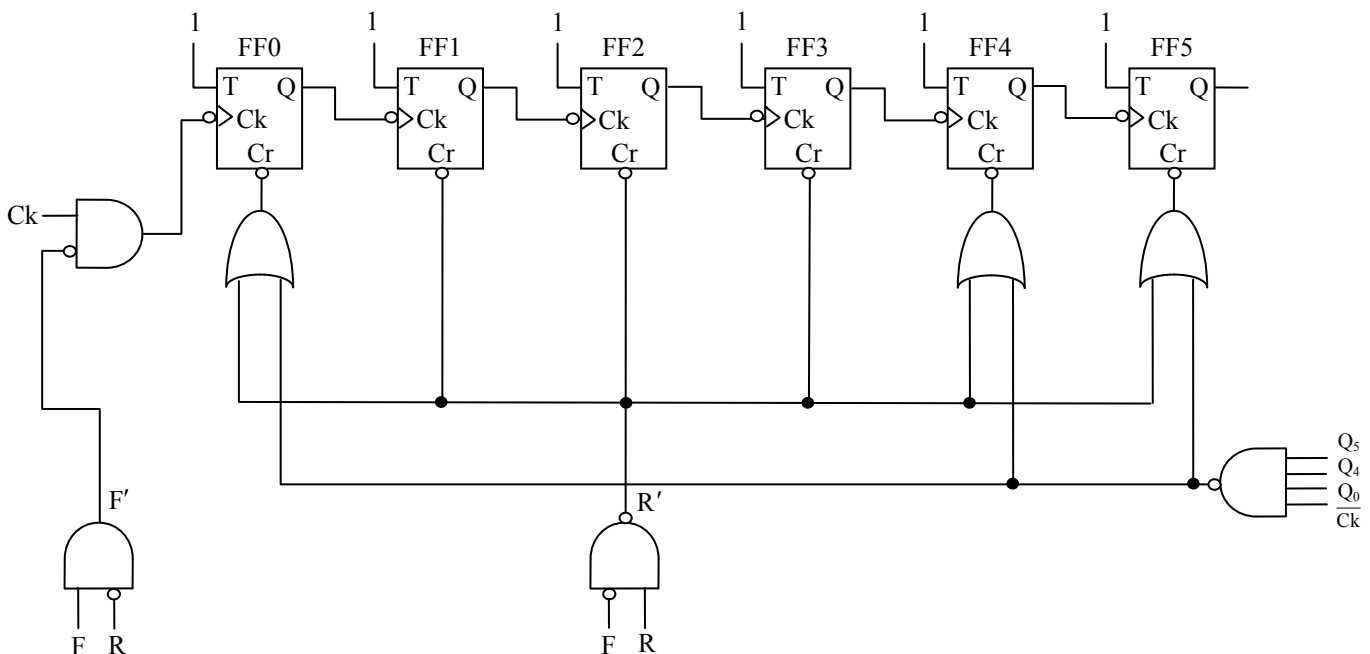 1 1 1 1 1 1
FF0 FF1 FF2 FF3 FF4 FF5
T Q T Q T Q T Q T Q T Q
Ck Ck Ck Ck Ck Ck
Cr Cr Cr Cr Cr Cr
Ck
Q₅
Q₄
Q₀
C̅k̅
F′ R′
F R F R